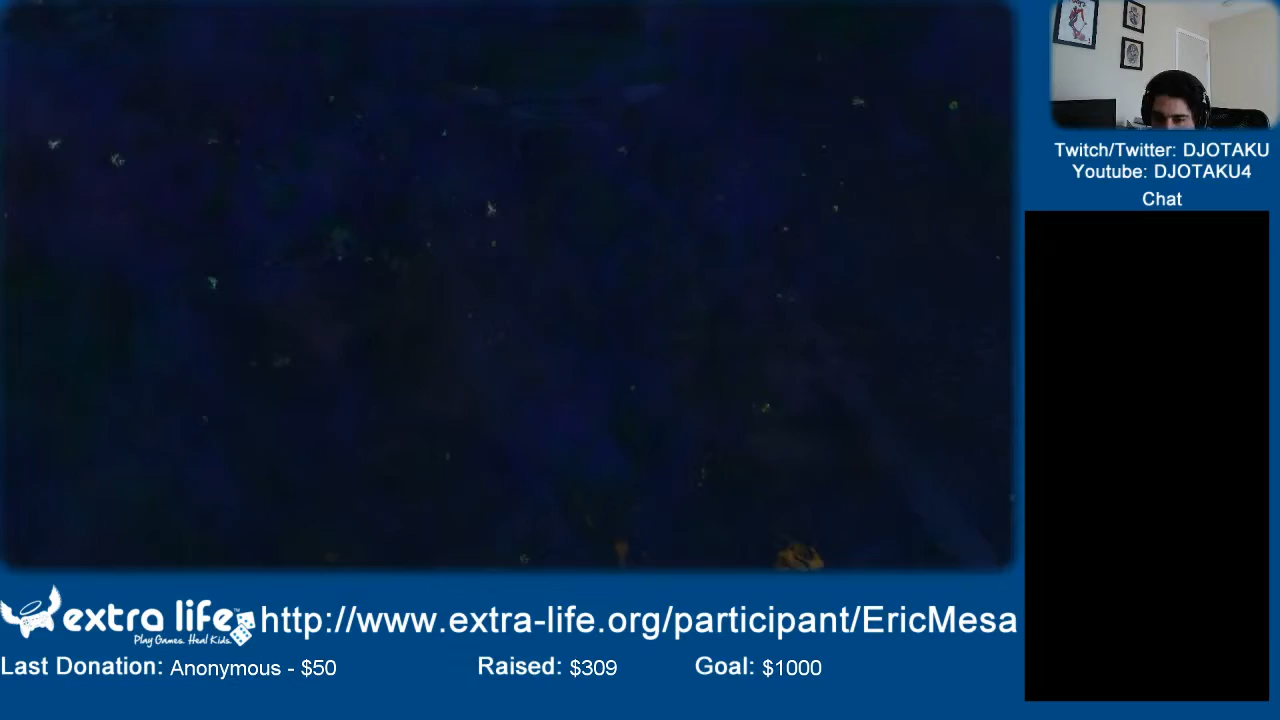 Twitch/Twitter: DJOTAKU
Youtube: DJOTAKU4
Chat
extra life
Play Games. Heal Kids.
http://www.extra-life.org/participant/EricMesa
Last Donation: Anonymous - $50
Raised: $309
Goal: $1000